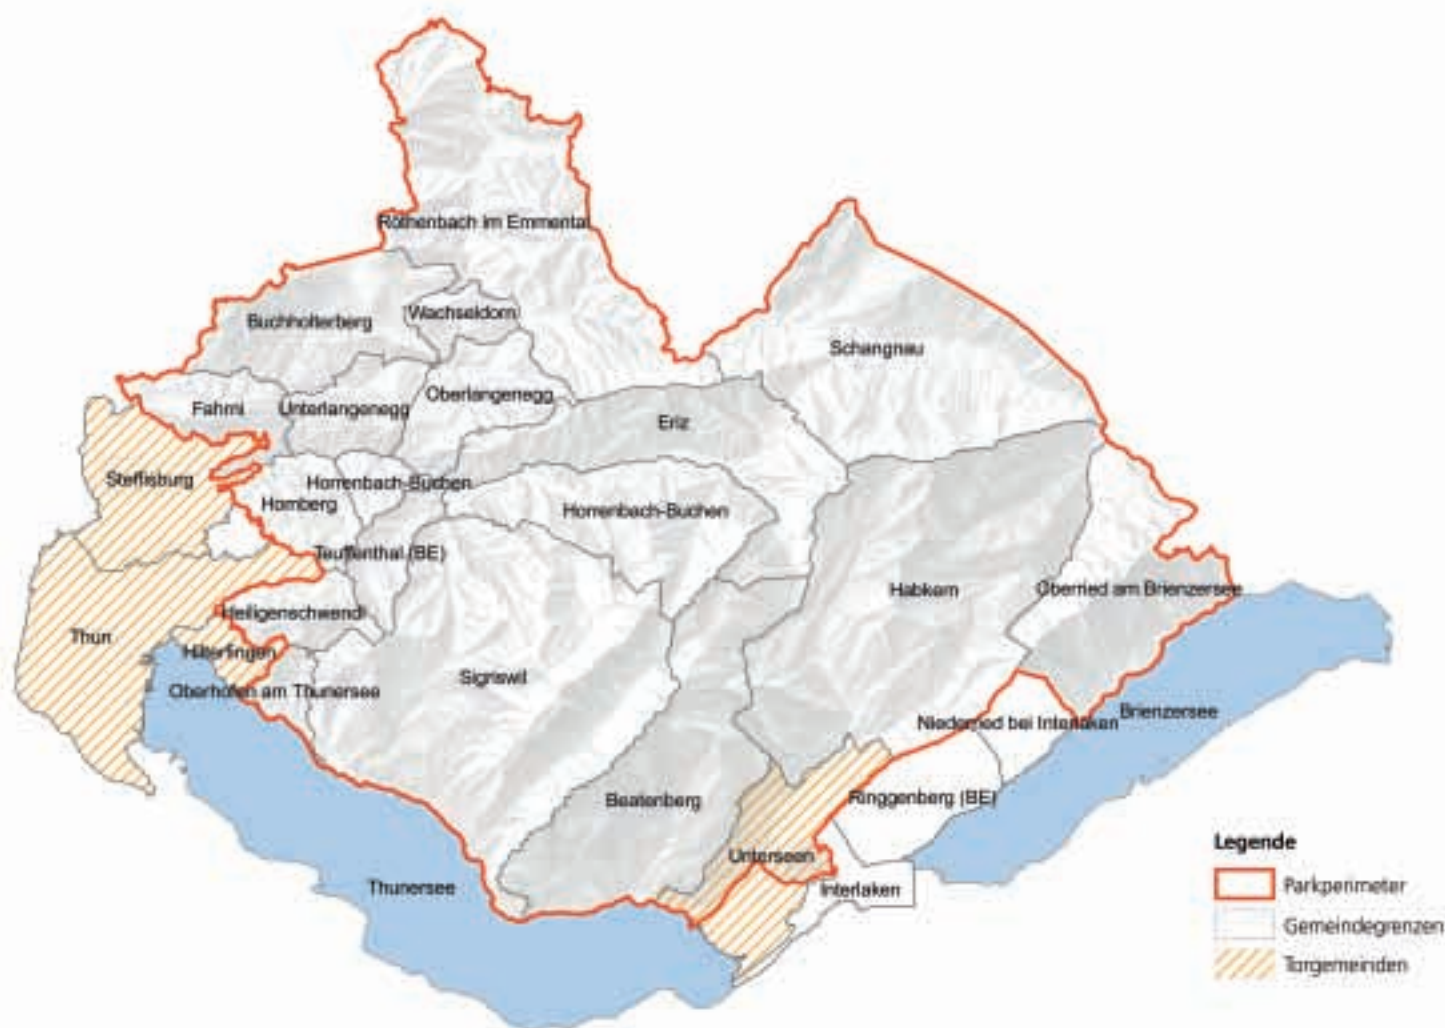 Röthenbach im Emmental
Buchholterberg
Wachseldorn
Schangnau
Fahrni
Unterlangenegg
Oberlangenegg
Eriz
Steffisburg
Homberg
Horrenbach-Buchen
Horrenbach-Buchen
Teuffenthal (BE)
Habkern
Oberried am Brienzersee
Heiligenschwendi
Thun
Hilterfingen
Oberhofen am Thunersee
Sigriswil
Niederried bei Interlaken
Brienzersee
Beatenberg
Ringgenberg (BE)
Unterseen
Thunersee
Interlaken
Legende
Parkperimeter
Gemeindegrenzen
Torgemeinden